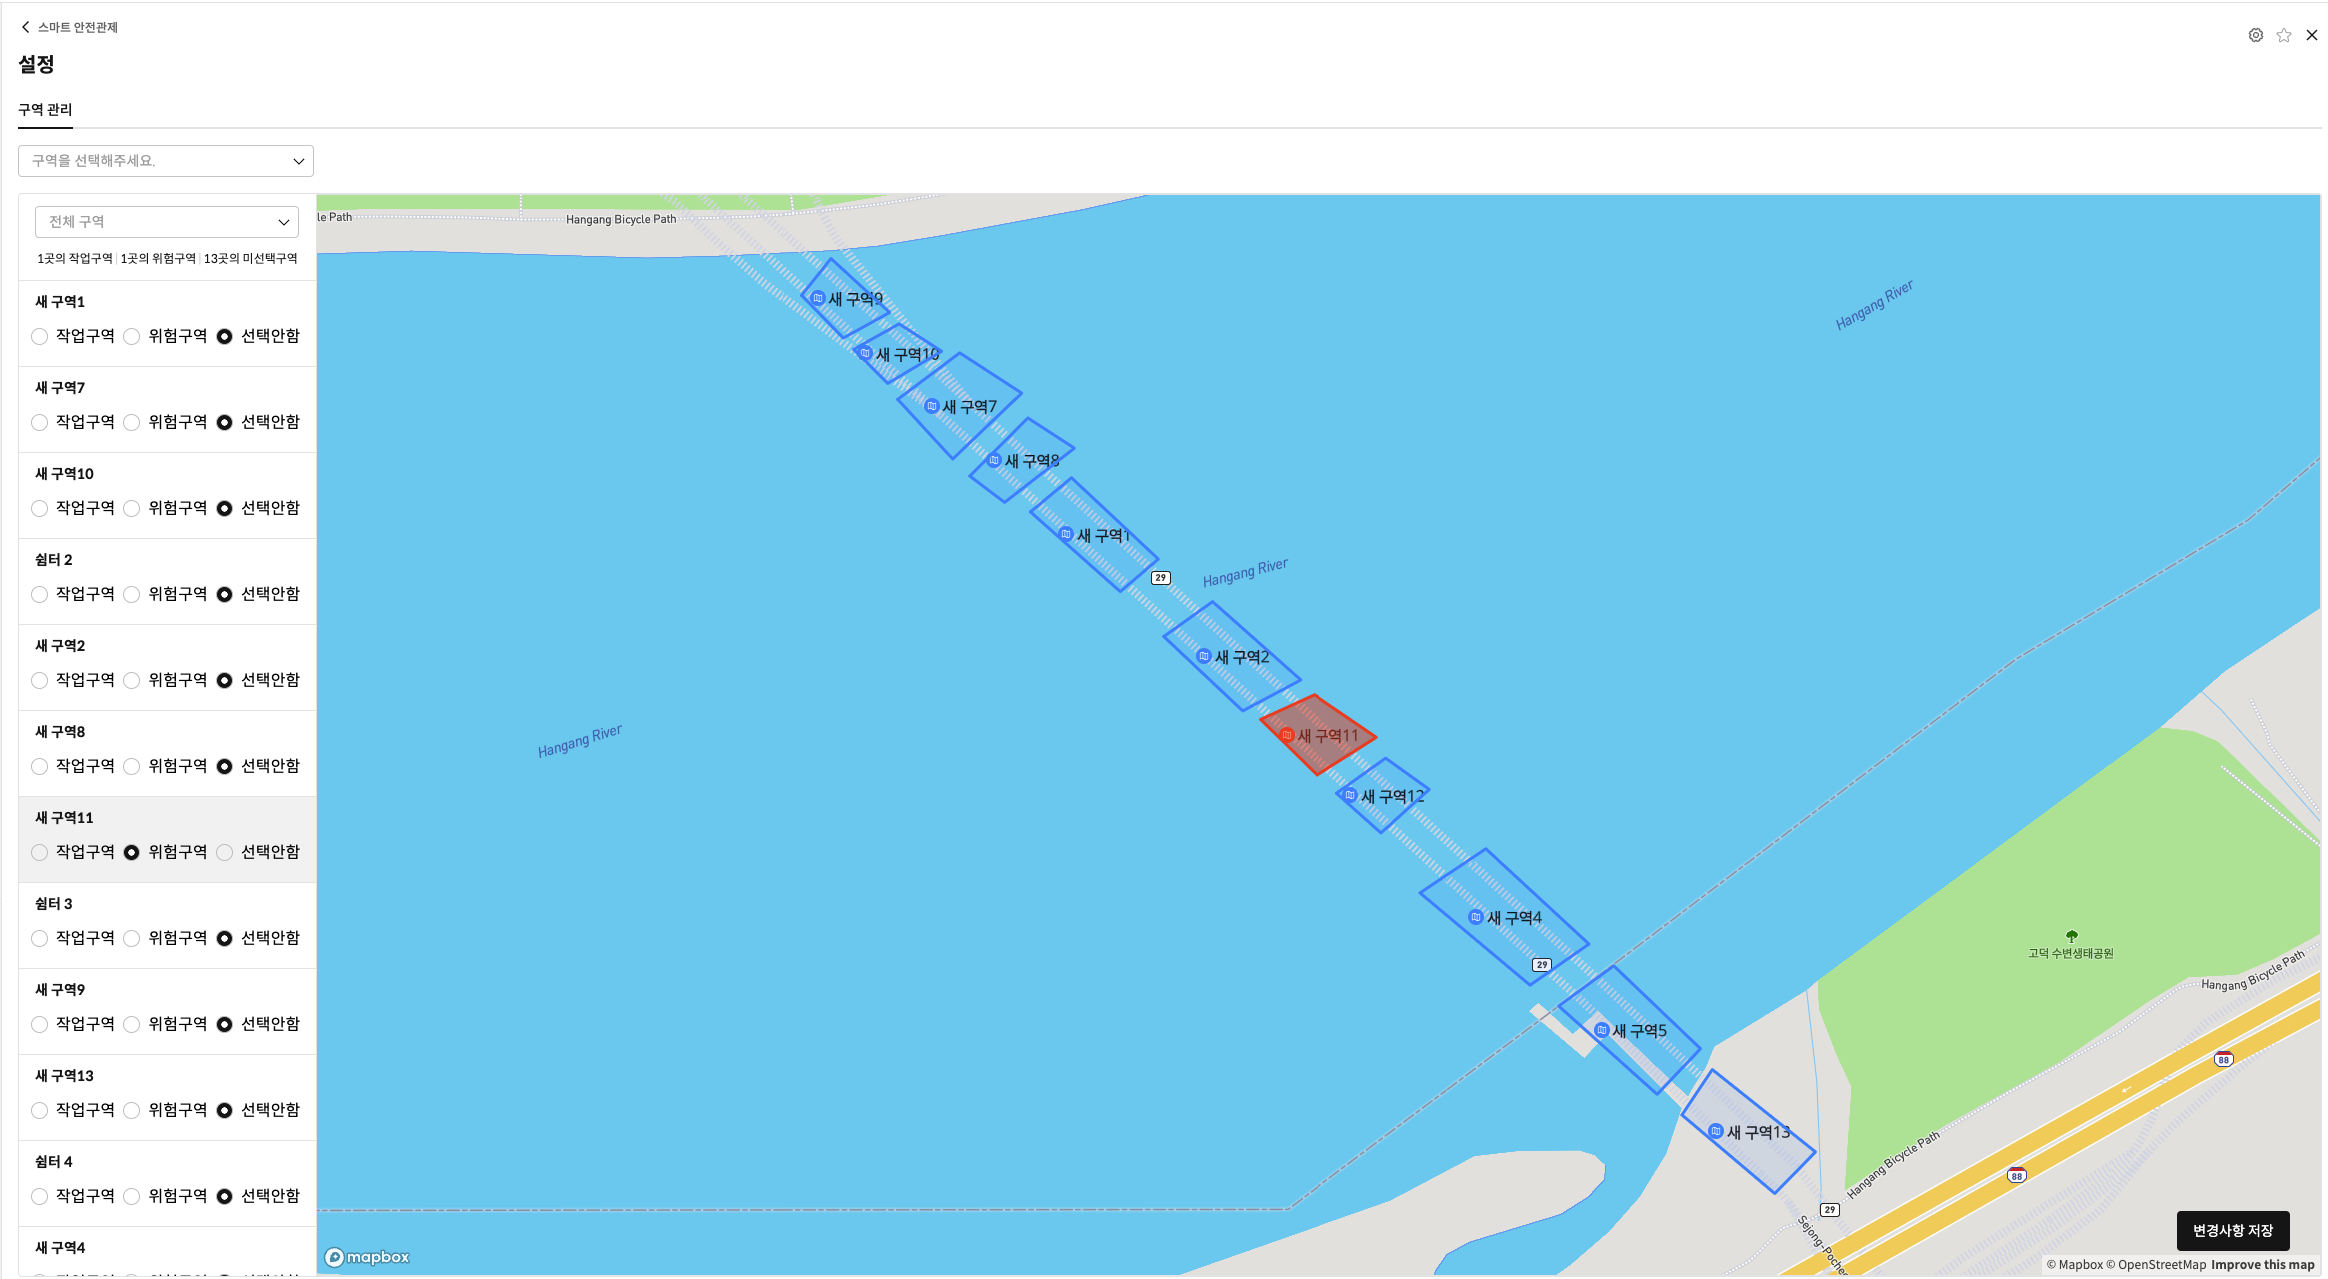 스마트 안전관제
설정
구역 관리
구역을 선택해주세요.
전체 구역
1곳의 작업구역 | 1곳의 위험구역 | 13곳의 미선택구역
새 구역1
작업구역 위험구역 선택안함
새 구역7
작업구역 위험구역 선택안함
새 구역10
작업구역 위험구역 선택안함
쉼터 2
작업구역 위험구역 선택안함
새 구역2
작업구역 위험구역 선택안함
새 구역8
작업구역 위험구역 선택안함
새 구역11
작업구역 위험구역 선택안함
쉼터 3
작업구역 위험구역 선택안함
새 구역9
작업구역 위험구역 선택안함
새 구역13
작업구역 위험구역 선택안함
쉼터 4
작업구역 위험구역 선택안함
새 구역4
le Path
Hangang Bicycle Path
새 구역9
Hangang River
새 구역10
새 구역7
새 구역8
새 구역1
29
Hangang River
새 구역2
Hangang River
새 구역11
새 구역12
새 구역4
29
고덕 수변생태공원
Hangang Bicycle Path
새 구역5
88
새 구역13
Hangang Bicycle Path
88
29
Sejong-Poche
변경사항 저장
mapbox
© Mapbox © OpenStreetMap Improve this map